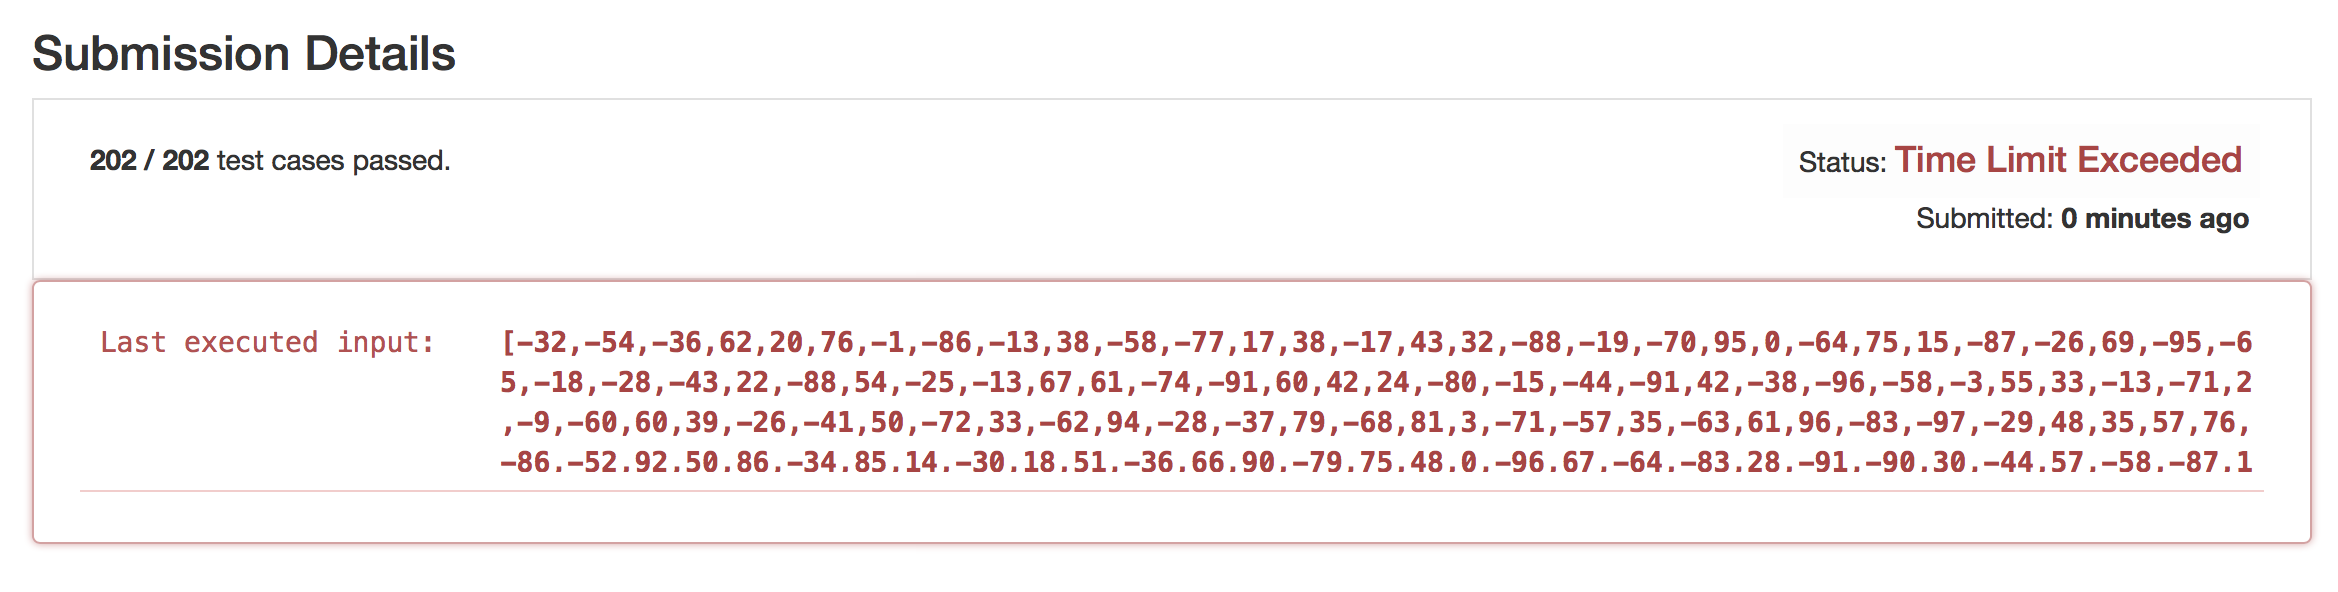 Submission Details
202 / 202 test cases passed.
Status: Time Limit Exceeded
Submitted: 0 minutes ago
Last executed input:
[-32,-54,-36,62,20,76,-1,-86,-13,38,-58,-77,17,38,-17,43,32,-88,-19,-70,95,0,-64,75,15,-87,-26,69,-95,-6
5,-18,-28,-43,22,-88,54,-25,-13,67,61,-74,-91,60,42,24,-80,-15,-44,-91,42,-38,-96,-58,-3,55,33,-13,-71,2
,-9,-60,60,39,-26,-41,50,-72,33,-62,94,-28,-37,79,-68,81,3,-71,-57,35,-63,61,96,-83,-97,-29,48,35,57,76,
-86,-52,92,50,86,-34,85,14,-30,18,51,-36,66,90,-79,75,48,0,-96,67,-64,-83,28,-91,-90,30,-44,57,-58,-87,1